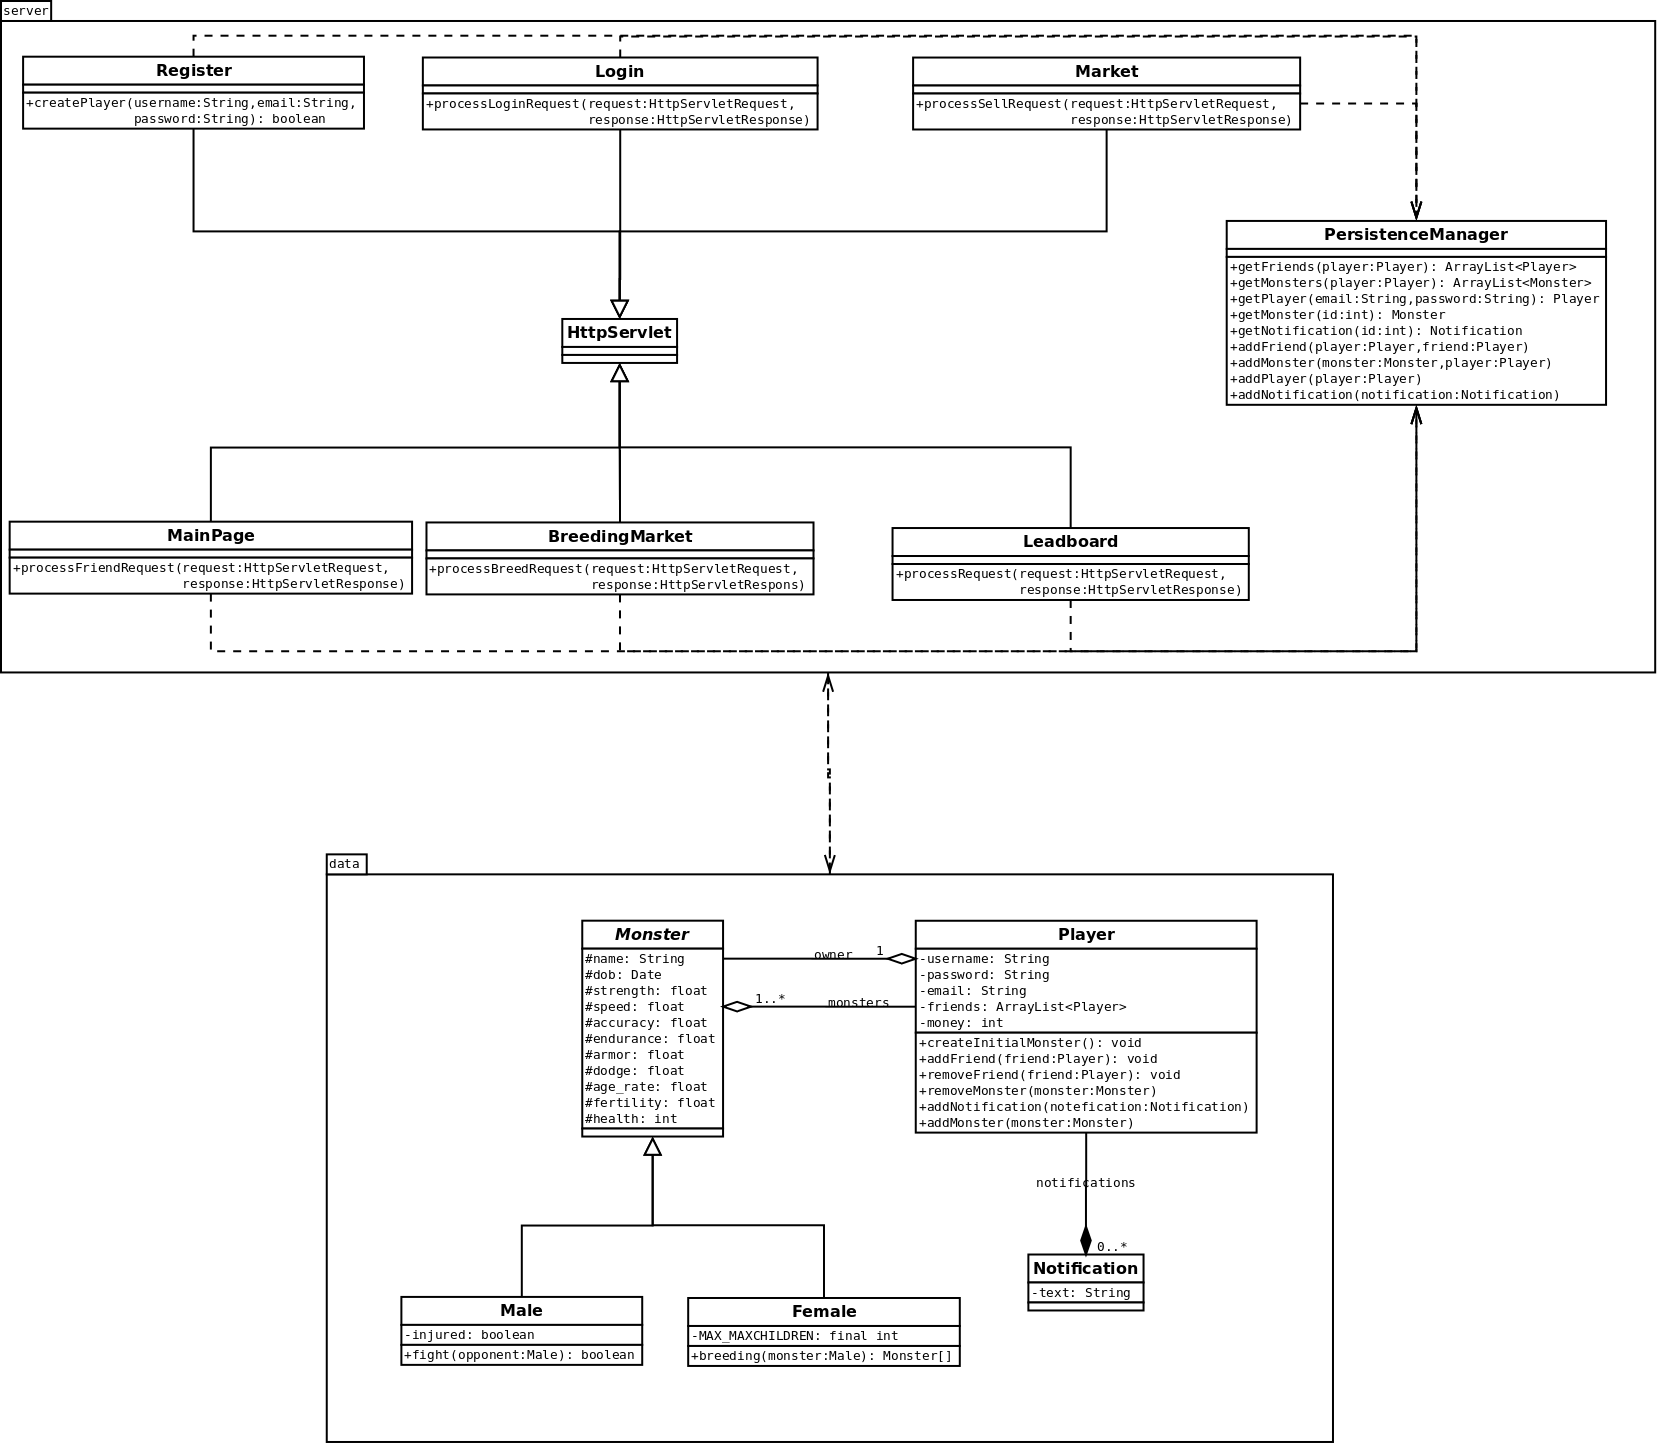 server
Register
+createPlayer(username:String,email:String,
password:String): boolean
Login
+processLoginRequest(request:HttpServletRequest,
response:HttpServletResponse)
Market
+processSellRequest(request:HttpServletRequest,
response:HttpServletResponse)
PersistenceManager
+getFriends(player:Player): ArrayList<Player>
+getMonsters(player:Player): ArrayList<Monster>
+getPlayer(email:String,password:String): Player
+getMonster(id:int): Monster
+getNotification(id:int): Notification
+addFriend(player:Player,friend:Player)
+addMonster(monster:Monster,player:Player)
+addPlayer(player:Player)
+addNotification(notification:Notification)
HttpServlet
MainPage
+processFriendRequest(request:HttpServletRequest,
response:HttpServletResponse)
BreedingMarket
+processBreedRequest(request:HttpServletRequest,
response:HttpServletRespons)
Leadboard
+processRequest(request:HttpServletRequest,
response:HttpServletResponse)
data
Monster
#name: String
#dob: Date
#strength: float
#speed: float
#accuracy: float
#endurance: float
#armor: float
#dodge: float
#age_rate: float
#fertility: float
#health: int
owner 1
1..* monsters
Player
-username: String
-password: String
-email: String
-friends: ArrayList<Player>
-money: int
+createInitialMonster(): void
+addFriend(friend:Player): void
+removeFriend(friend:Player): void
+removeMonster(monster:Monster)
+addNotification(notefication:Notification)
+addMonster(monster:Monster)
notifications
0..*
Notification
-text: String
Male
-injured: boolean
+fight(opponent:Male): boolean
Female
-MAX_MAXCHILDREN: final int
+breeding(monster:Male): Monster[]